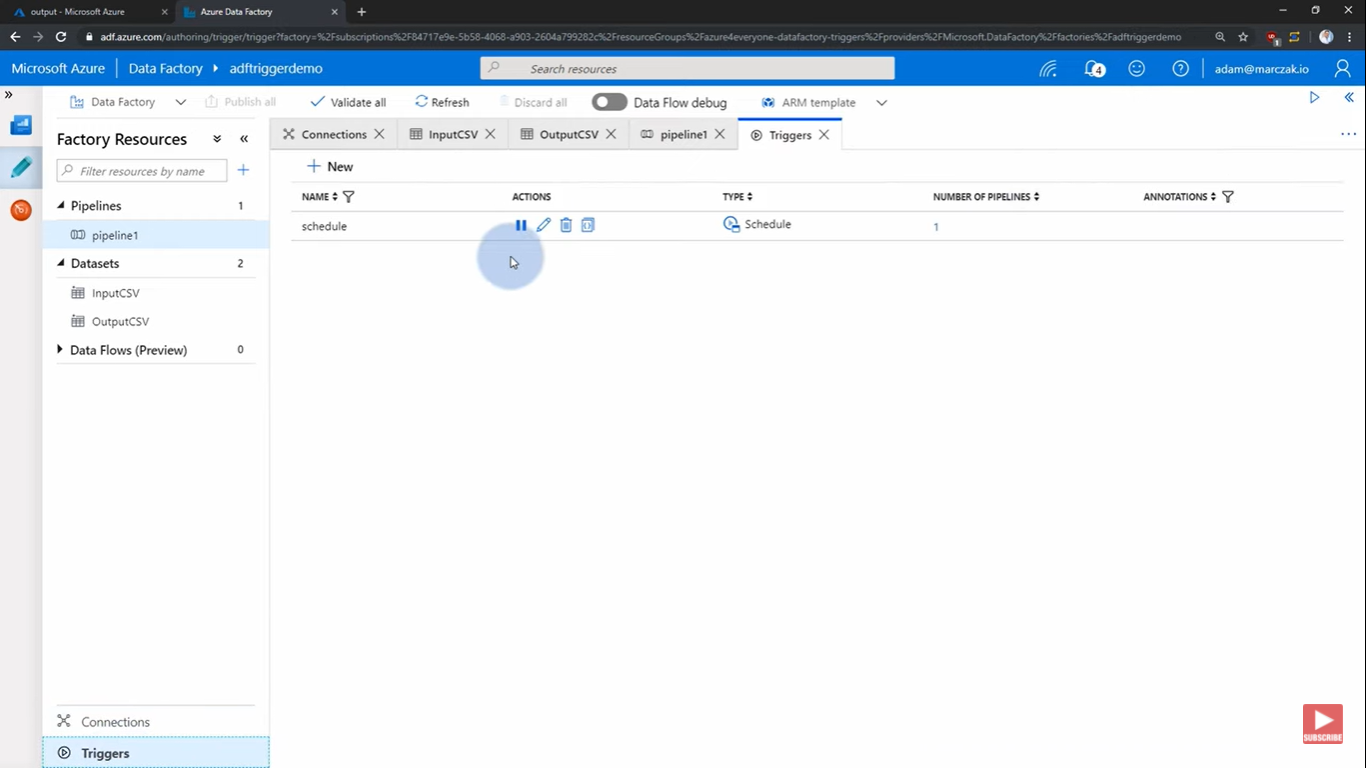 output - Microsoft Azure
Azure Data Factory
adf.azure.com/authoring/trigger/trigger?factory=%2Fsubscriptions%2F84717e9e-5b58-4068-a903-2604a799282c%2FresourceGroups%2Fazure4everyone-datafactory-triggers%2Fproviders%2FMicrosoft.DataFactory%2Ffactories%2Fadftriggerdemo
Microsoft Azure Data Factory adftriggerdemo
Search resources
4
adam@marczak.io
Data Factory Publish all Validate all Refresh Discard all Data Flow debug ARM template
Factory Resources
Filter resources by name
Pipelines 1
pipeline1
Datasets 2
InputCSV
OutputCSV
Data Flows (Preview) 0
Connections
Triggers
Connections InputCSV OutputCSV pipeline1 Triggers
New
NAME ACTIONS TYPE NUMBER OF PIPELINES ANNOTATIONS
schedule Schedule 1
SUBSCRIBE